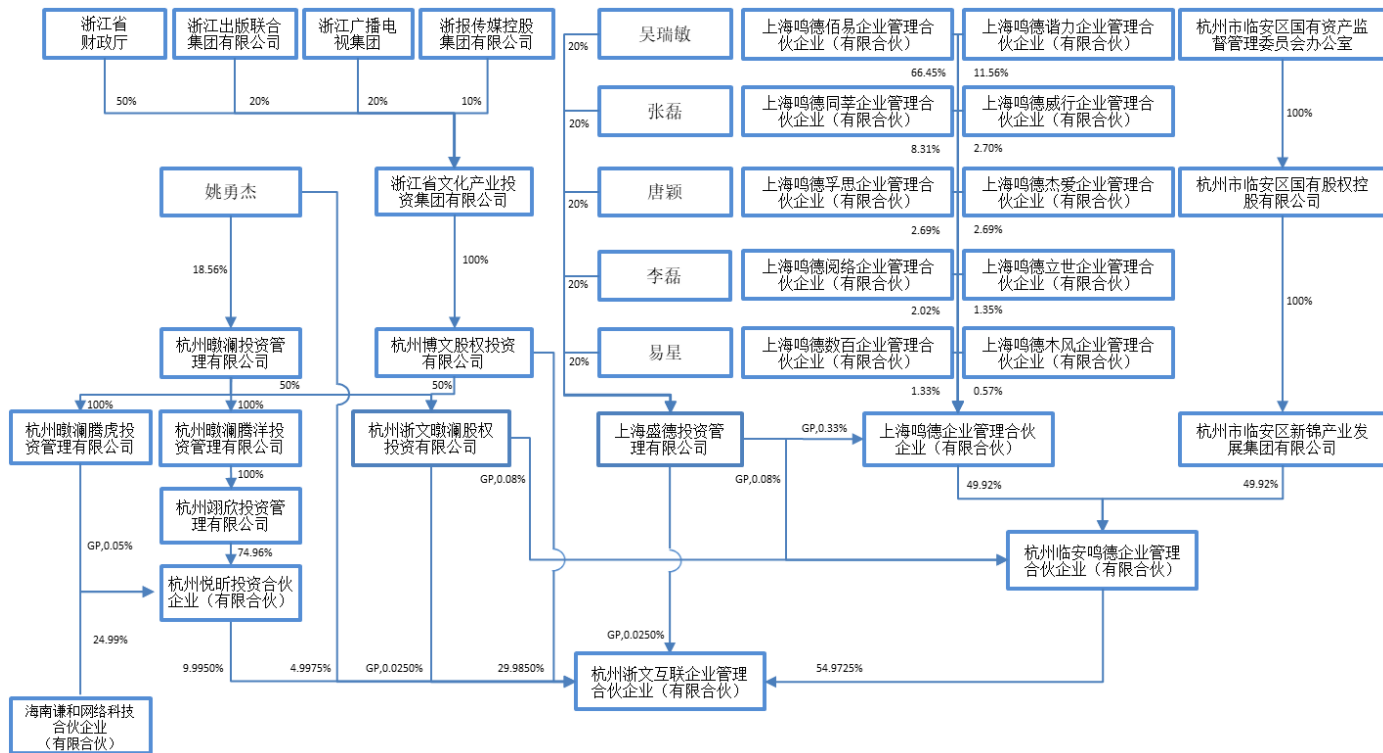 浙江省
财政厅
浙江出版联合
集团有限公司
浙江广播电
视集团
浙报传媒控股
集团有限公司
20%
吴瑞敏
上海鸣德佰易企业管理合
伙企业（有限合伙）
上海鸣德谐力企业管理合
伙企业（有限合伙）
杭州市临安区国有资产监
督管理委员会办公室
66.45%
11.56%
50%
20%
20%
10%
20%
张磊
上海鸣德同莘企业管理合
伙企业（有限合伙）
上海鸣德威行企业管理合
伙企业（有限合伙）
100%
8.31%
2.70%
姚勇杰
浙江省文化产业投
资集团有限公司
20%
唐颖
上海鸣德孚思企业管理合
伙企业（有限合伙）
上海鸣德杰爱企业管理合
伙企业（有限合伙）
杭州市临安区国有股权控
股有限公司
2.69%
2.69%
18.56%
100%
20%
李磊
上海鸣德阅络企业管理合
伙企业（有限合伙）
上海鸣德立世企业管理合
伙企业（有限合伙）
100%
2.02%
1.35%
杭州暾澜投资管
理有限公司
杭州博文股权投资
有限公司
20%
易星
上海鸣德数百企业管理合
伙企业（有限合伙）
上海鸣德木风企业管理合
伙企业（有限合伙）
50%
50%
1.33%
0.57%
100%
100%
杭州暾澜腾虎投
资管理有限公司
杭州暾澜腾洋投
资管理有限公司
杭州浙文暾澜股权
投资有限公司
上海盛德投资管
理有限公司
GP,0.33%
上海鸣德企业管理合伙
企业（有限合伙）
杭州市临安区新锦产业发
展集团有限公司
100%
GP,0.08%
GP,0.08%
49.92%
49.92%
杭州翊欣投资管
理有限公司
GP,0.05%
74.96%
杭州悦昕投资合伙
企业（有限合伙）
杭州临安鸣德企业管理
合伙企业（有限合伙）
24.99%
GP,0.0250%
9.9950%
4.9975%
GP,0.0250%
29.9850%
杭州浙文互联企业管理
合伙企业（有限合伙）
54.9725%
海南谦和网络科技
合伙企业
（有限合伙）